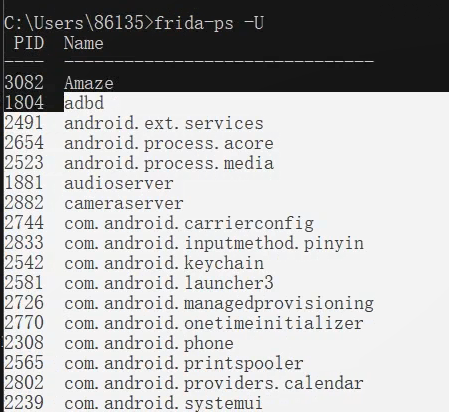 C:\Users\86135>frida-ps -U
PID Name
---- ------------------------------
3082 Amaze
1804 adbd
2491 android.ext.services
2654 android.process.acore
2523 android.process.media
1881 audioserver
2882 cameraserver
2744 com.android.carrierconfig
2833 com.android.inputmethod.pinyin
2542 com.android.keychain
2581 com.android.launcher3
2726 com.android.managedprovisioning
2770 com.android.onetimeinitializer
2308 com.android.phone
2565 com.android.printspooler
2802 com.android.providers.calendar
2239 com.android.systemui